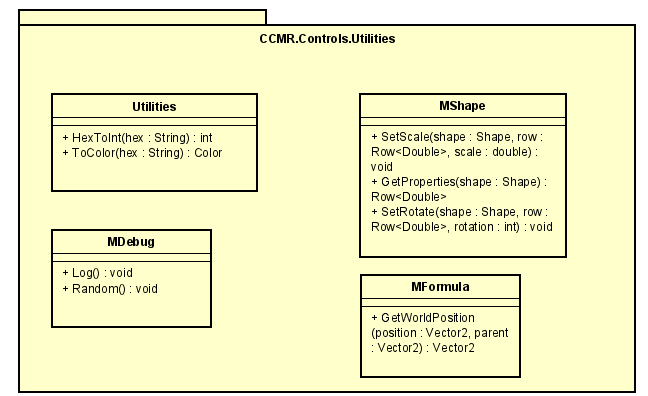 CCMR.Controls.Utilities
Utilities
+ HexToInt(hex : String) : int
+ ToColor(hex : String) : Color
MShape
+ SetScale(shape : Shape, row :
Row<Double>, scale : double) :
void
+ GetProperties(shape : Shape) :
Row<Double>
+ SetRotate(shape : Shape, row :
Row<Double>, rotation : int) : void
MDebug
+ Log() : void
+ Random() : void
MFormula
+ GetWorldPosition
(position : Vector2, parent
: Vector2) : Vector2